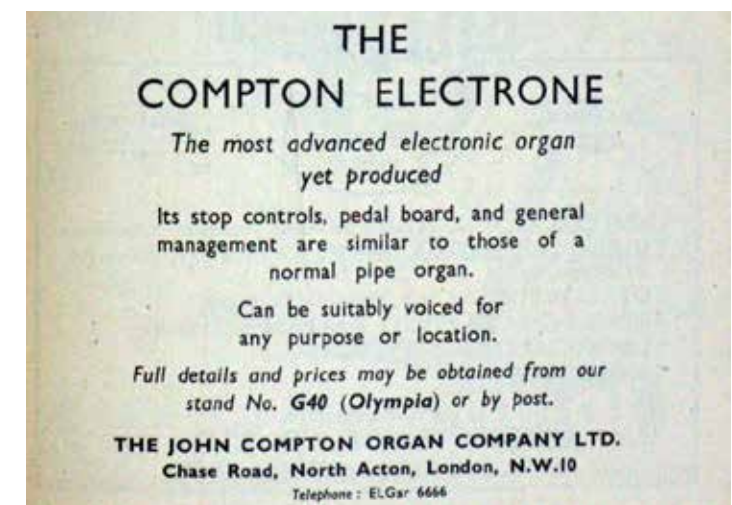 THE
COMPTON ELECTRONE
The most advanced electronic organ
yet produced
Its stop controls, pedal board, and general
management are similar to those of a
normal pipe organ.
Can be suitably voiced for
any purpose or location.
Full details and prices may be obtained from our
stand No. G40 (Olympia) or by post.
THE JOHN COMPTON ORGAN COMPANY LTD.
Chase Road, North Acton, London, N.W.10
Telephone : ELGar 6666